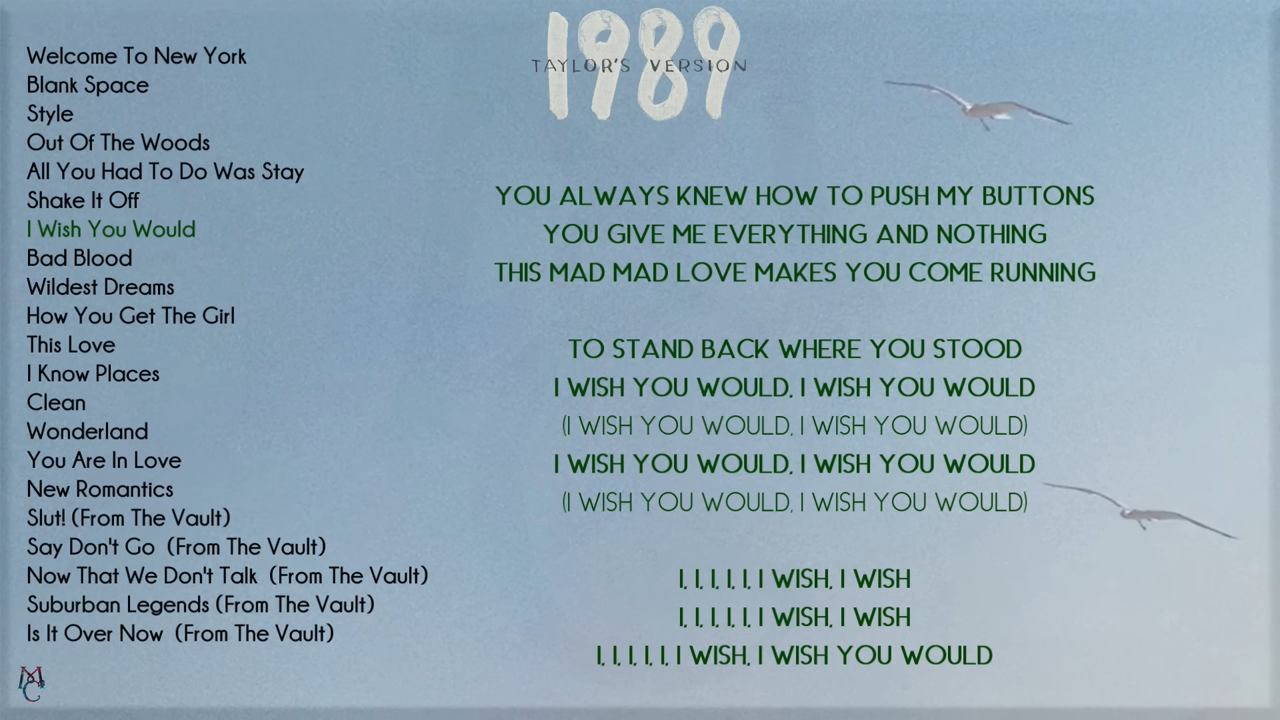 1989
TAYLOR'S VERSION
Welcome To New York
Blank Space
Style
Out Of The Woods
All You Had To Do Was Stay
Shake It Off
I Wish You Would
Bad Blood
Wildest Dreams
How You Get The Girl
This Love
I Know Places
Clean
Wonderland
You Are In Love
New Romantics
Slut! (From The Vault)
Say Don't Go (From The Vault)
Now That We Don't Talk (From The Vault)
Suburban Legends (From The Vault)
Is It Over Now (From The Vault)
YOU ALWAYS KNEW HOW TO PUSH MY BUTTONS
YOU GIVE ME EVERYTHING AND NOTHING
THIS MAD MAD LOVE MAKES YOU COME RUNNING
TO STAND BACK WHERE YOU STOOD
I WISH YOU WOULD, I WISH YOU WOULD
(I WISH YOU WOULD, I WISH YOU WOULD)
I WISH YOU WOULD, I WISH YOU WOULD
(I WISH YOU WOULD, I WISH YOU WOULD)
I, I, I, I, I, I WISH, I WISH
I, I, I, I, I, I WISH, I WISH
I, I, I, I, I, I WISH, I WISH YOU WOULD